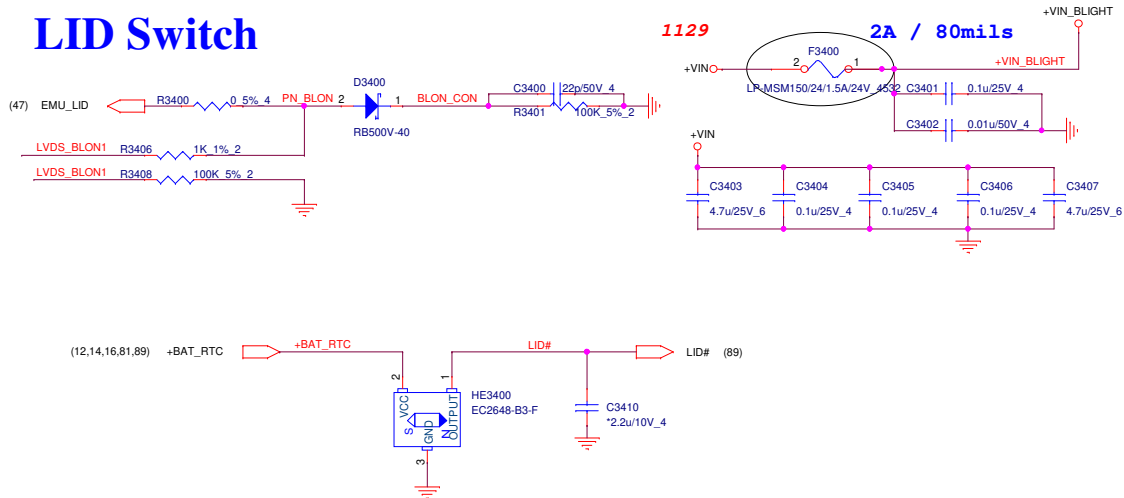 LID Switch
1129
2A / 80mils
+VIN_BLIGHT
F3400
+VIN
2
1
+VIN_BLIGHT
LP-MSM150/24/1.5A/24V_4532
C3401
0.1u/25V_4
C3402
0.01u/50V_4
(47)
EMU_LID
R3400
0_5%_4
PN_BLON
2
D3400
1
RB500V-40
BLON_CON
C3400
22p/50V_4
R3401
100K_5%_2
LVDS_BLON1
R3406
1K_1%_2
LVDS_BLON1
R3408
100K_5%_2
+VIN
C3403
4.7u/25V_6
C3404
0.1u/25V_4
C3405
0.1u/25V_4
C3406
0.1u/25V_4
C3407
4.7u/25V_6
(12,14,16,81,89)
+BAT_RTC
+BAT_RTC
LID#
LID#
(89)
2
1
HE3400
EC2648-B3-F
VCC
OUTPUT
S
N
GND
3
C3410
*2.2u/10V_4